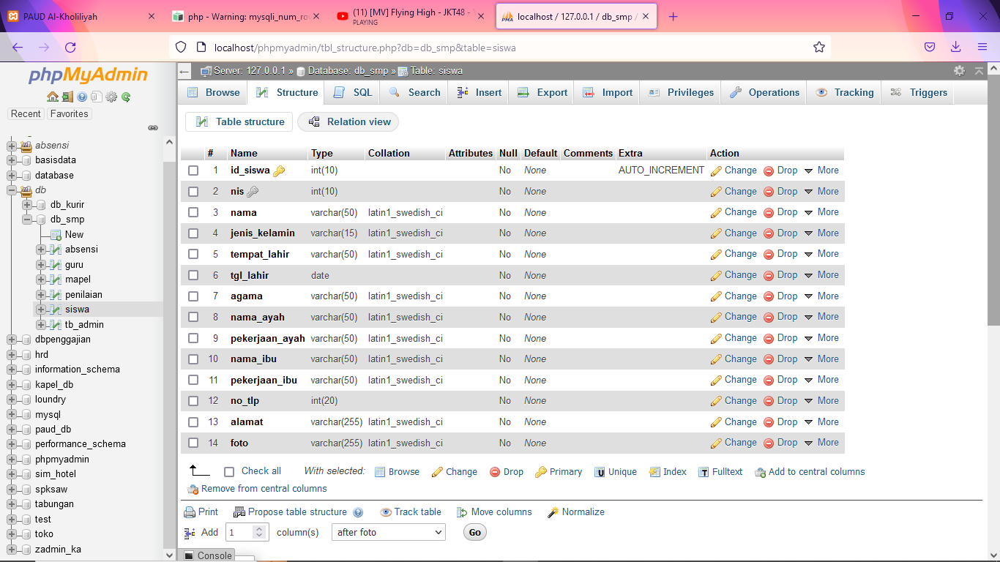 PAUD Al-Kholiliyah
php - Warning: mysqli_num_ro
(11) [MV] Flying High - JKT48 -
PLAYING
localhost / 127.0.0.1 / db_smp /
localhost/phpmyadmin/tbl_structure.php?db=db_smp&table=siswa
phpMyAdmin
Recent Favorites
absensi
basisdata
database
db
db_kurir
db_smp
New
absensi
guru
mapel
penilaian
siswa
tb_admin
dbpenggajian
hrd
information_schema
kapel_db
loundry
mysql
paud_db
performance_schema
phpmyadmin
sim_hotel
spksaw
tabungan
test
toko
zadmin_ka
Server: 127.0.0.1 » Database: db_smp » Table: siswa
Browse Structure SQL Search Insert Export Import Privileges Operations Tracking Triggers
Table structure Relation view
# Name Type Collation Attributes Null Default Comments Extra Action
1 id_siswa int(10) No None AUTO_INCREMENT Change Drop More
2 nis int(10) No None Change Drop More
3 nama varchar(50) latin1_swedish_ci No None Change Drop More
4 jenis_kelamin varchar(15) latin1_swedish_ci No None Change Drop More
5 tempat_lahir varchar(50) latin1_swedish_ci No None Change Drop More
6 tgl_lahir date No None Change Drop More
7 agama varchar(50) latin1_swedish_ci No None Change Drop More
8 nama_ayah varchar(50) latin1_swedish_ci No None Change Drop More
9 pekerjaan_ayah varchar(50) latin1_swedish_ci No None Change Drop More
10 nama_ibu varchar(50) latin1_swedish_ci No None Change Drop More
11 pekerjaan_ibu varchar(50) latin1_swedish_ci No None Change Drop More
12 no_tlp int(20) No None Change Drop More
13 alamat varchar(255) latin1_swedish_ci No None Change Drop More
14 foto varchar(255) latin1_swedish_ci No None Change Drop More
Check all With selected: Browse Change Drop Primary Unique Index Fulltext Add to central columns
Remove from central columns
Print Propose table structure Track table Move columns Normalize
Add 1 column(s) after foto Go
Console